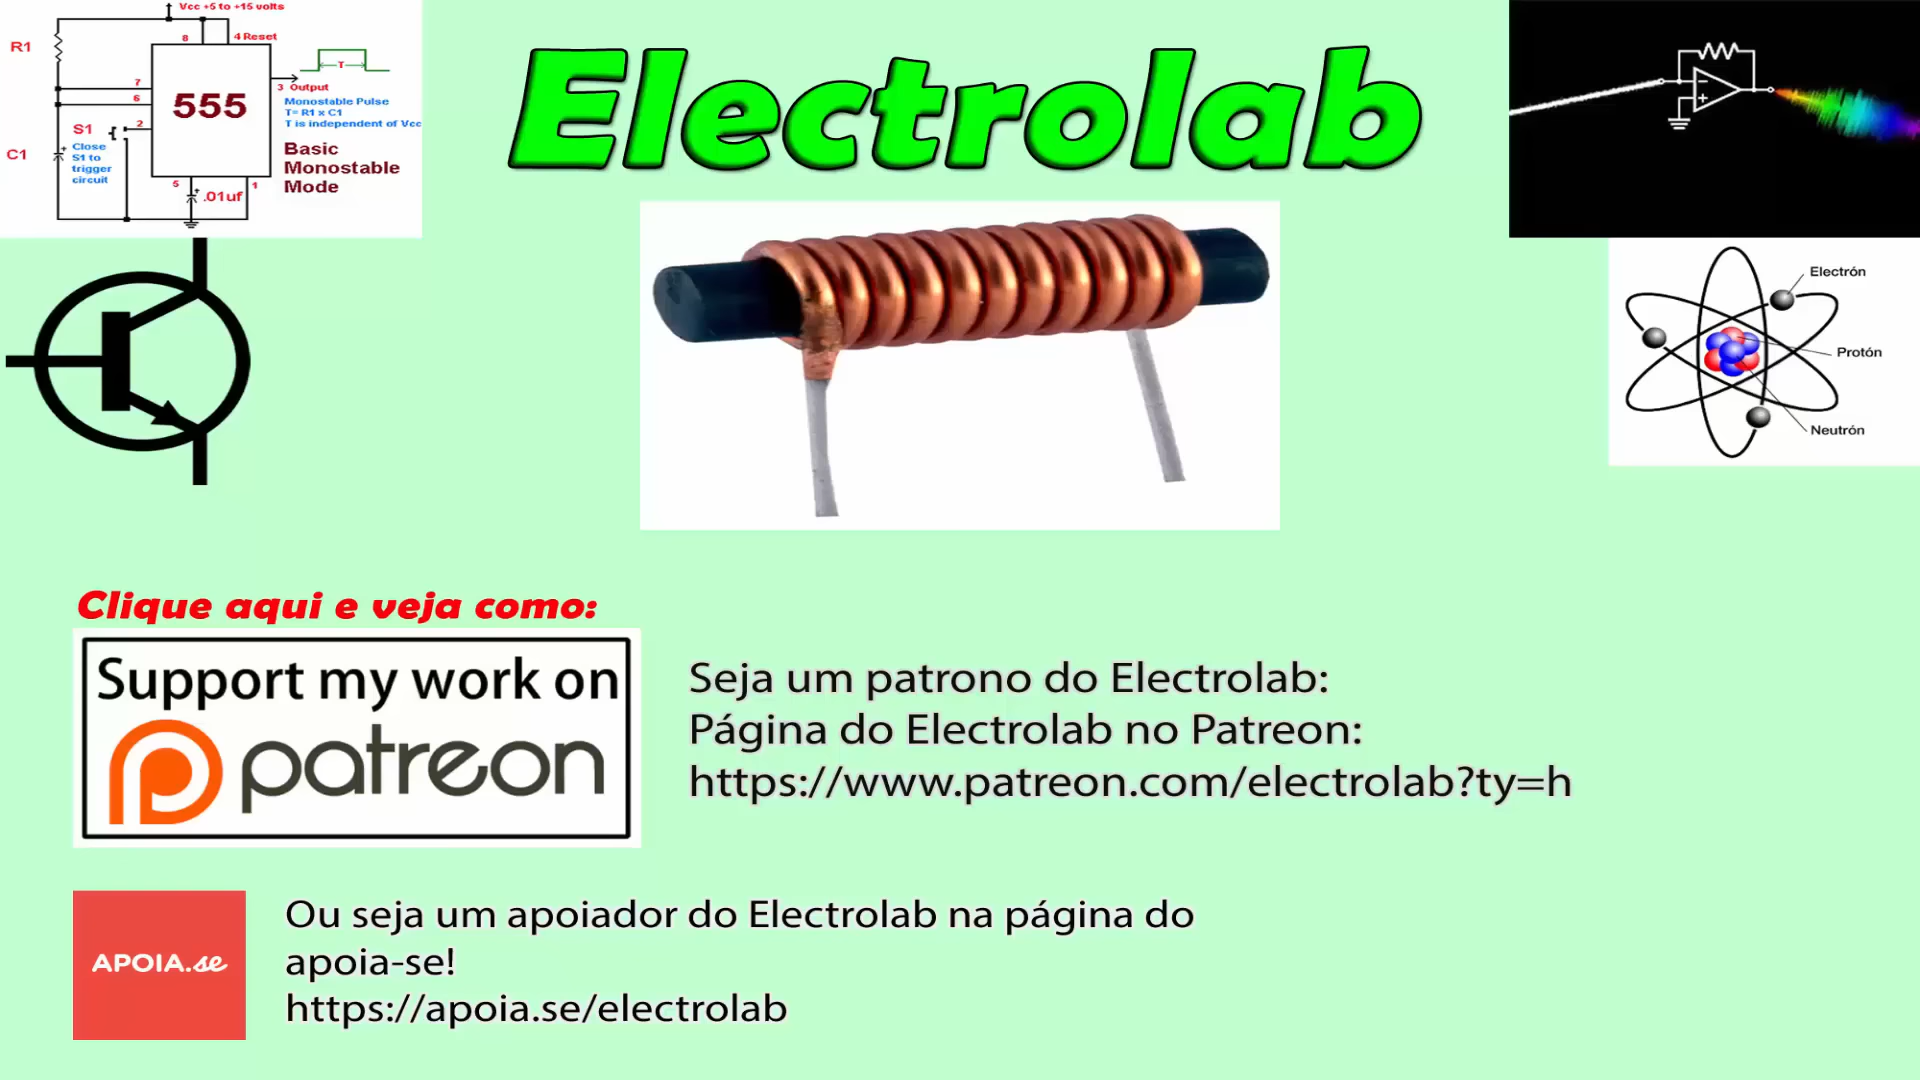 Vcc +5 to +15 volts
R1
8
4 Reset
7
T
3 Output
6
555
Monostable Pulse
T= R1 x C1
T is independent of Vcc
S1
2
Close
S1 to
trigger
circuit
C1
Basic
Monostable
Mode
5
.01uf
1
Electrolab
Electrón
Protón
Neutrón
Clique aqui e veja como:
Support my work on
patreon
Seja um patrono do Electrolab:
Página do Electrolab no Patreon:
https://www.patreon.com/electrolab?ty=h
APOIA.se
Ou seja um apoiador do Electrolab na página do
apoia-se!
https://apoia.se/electrolab